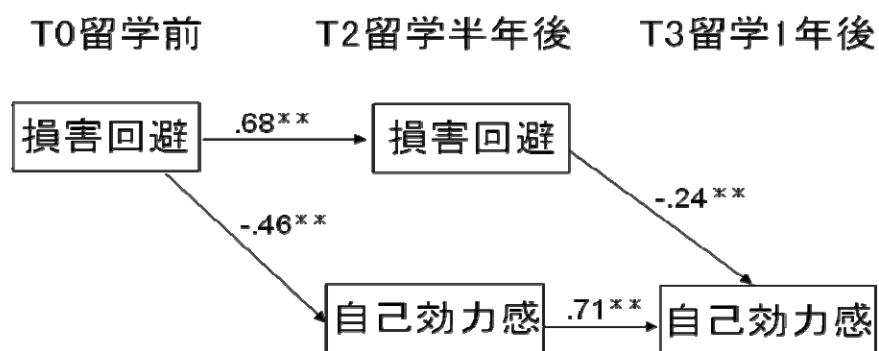 T0留学前 T2留学半年後 T3留学1年後
損害回避 .68** 損害回避
-.46** -.24**
自己効力感 .71** 自己効力感